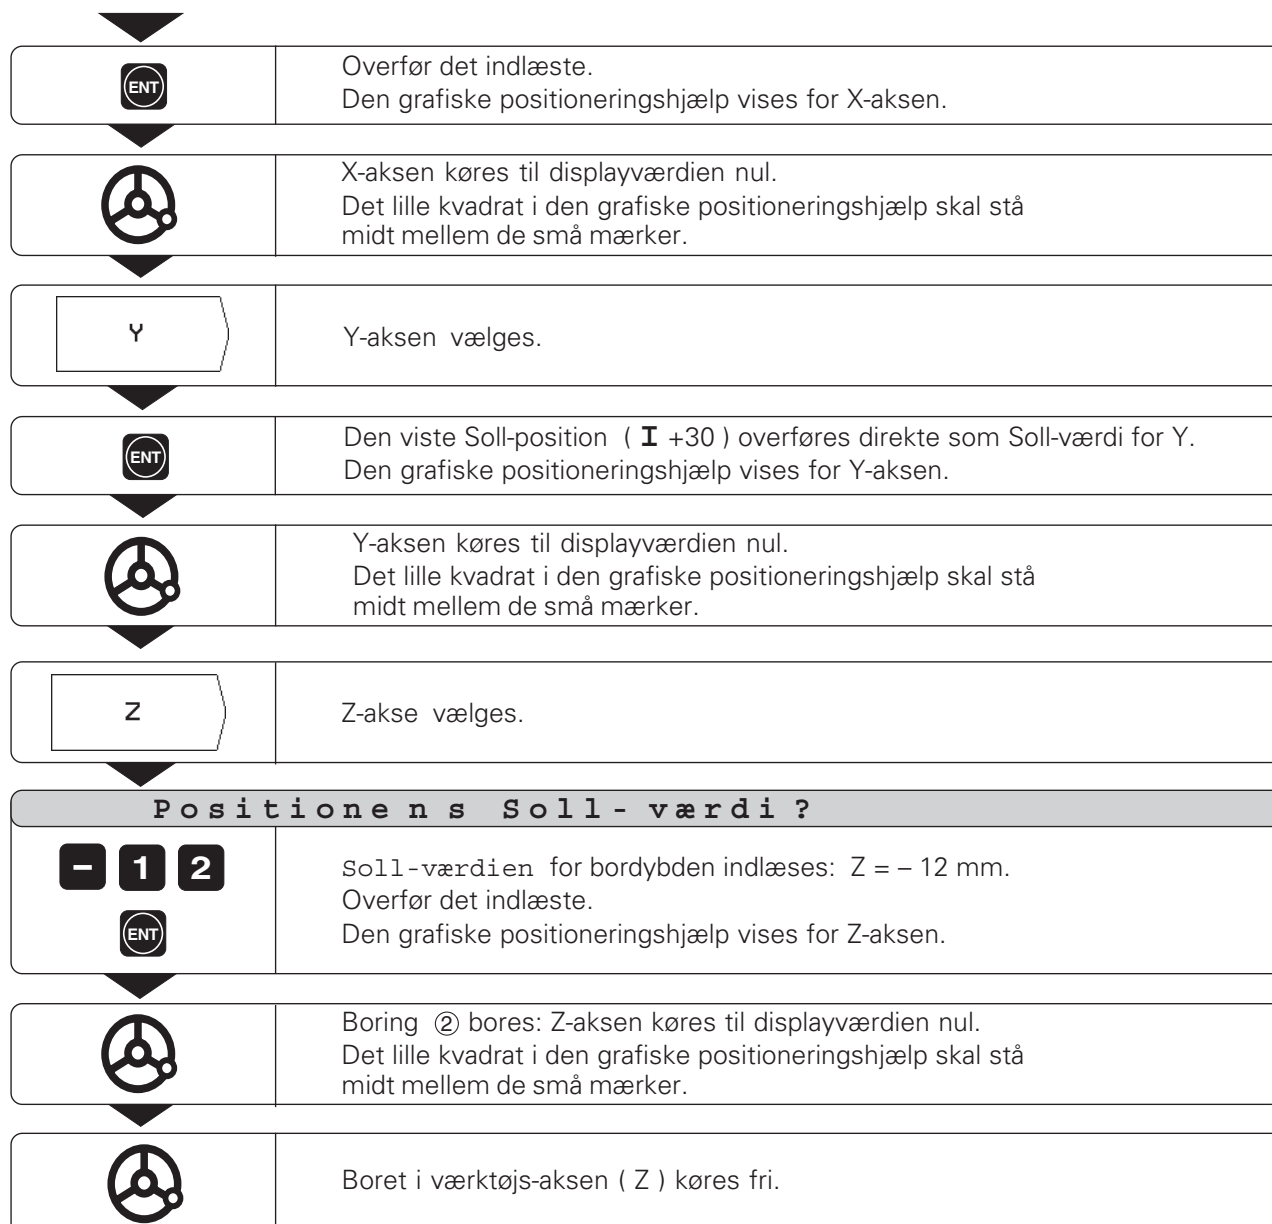 ENT
Overfør det indlæste.
Den grafiske positioneringshjælp vises for X-aksen.
X-aksen køres til displayværdien nul.
Det lille kvadrat i den grafiske positioneringshjælp skal stå
midt mellem de små mærker.
Y
Y-aksen vælges.
ENT
Den viste Soll-position ( I +30 ) overføres direkte som Soll-værdi for Y.
Den grafiske positioneringshjælp vises for Y-aksen.
Y-aksen køres til displayværdien nul.
Det lille kvadrat i den grafiske positioneringshjælp skal stå
midt mellem de små mærker.
Z
Z-akse vælges.
Positionens Soll-værdi?
- 1 2
Soll-værdien for bordybden indlæses: Z = – 12 mm.
Overfør det indlæste.
ENT
Den grafiske positioneringshjælp vises for Z-aksen.
Boring ② bores: Z-aksen køres til displayværdien nul.
Det lille kvadrat i den grafiske positioneringshjælp skal stå
midt mellem de små mærker.
Boret i værktøjs-aksen ( Z ) køres fri.